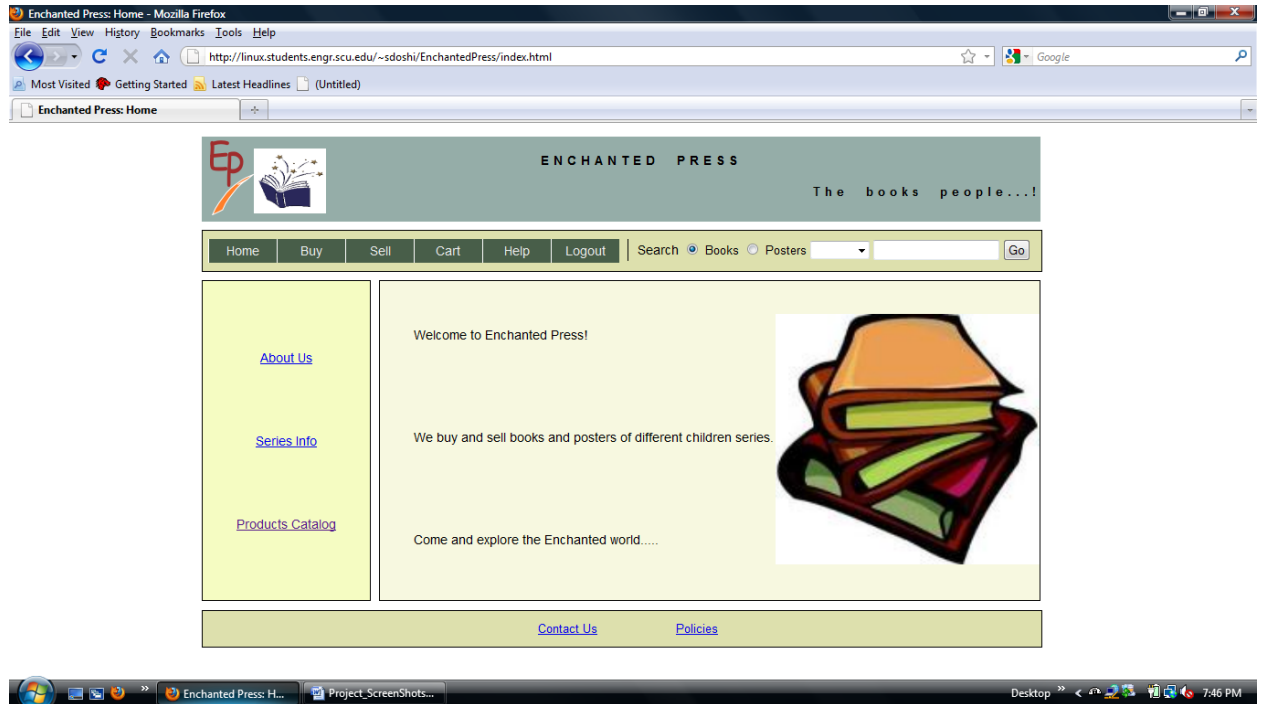 Enchanted Press: Home - Mozilla Firefox
File Edit View History Bookmarks Tools Help
http://linux.students.engr.scu.edu/~sdoshi/EnchantedPress/index.html Google
Most Visited Getting Started Latest Headlines (Untitled)
Enchanted Press: Home
Ep
ENCHANTED PRESS
The books people...!
Home Buy Sell Cart Help Logout Search Books Posters Go
About Us
Series Info
Products Catalog
Welcome to Enchanted Press!
We buy and sell books and posters of different children series.
Come and explore the Enchanted world.....
Contact Us Policies
Enchanted Press: H... Project_ScreenShots... Desktop 7:46 PM